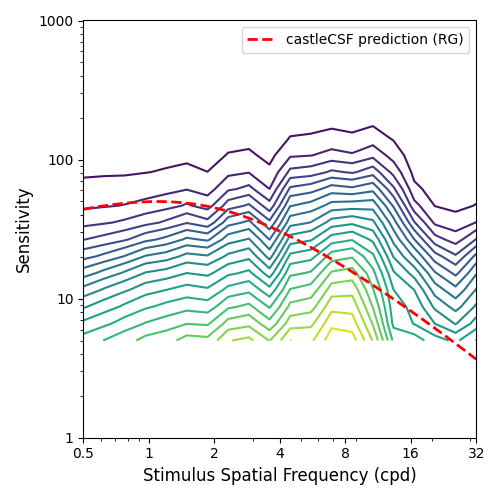 1000
castleCSF prediction (RG)
100
10
1
Sensitivity
0.5 1 2 4 8 16 32
Stimulus Spatial Frequency (cpd)